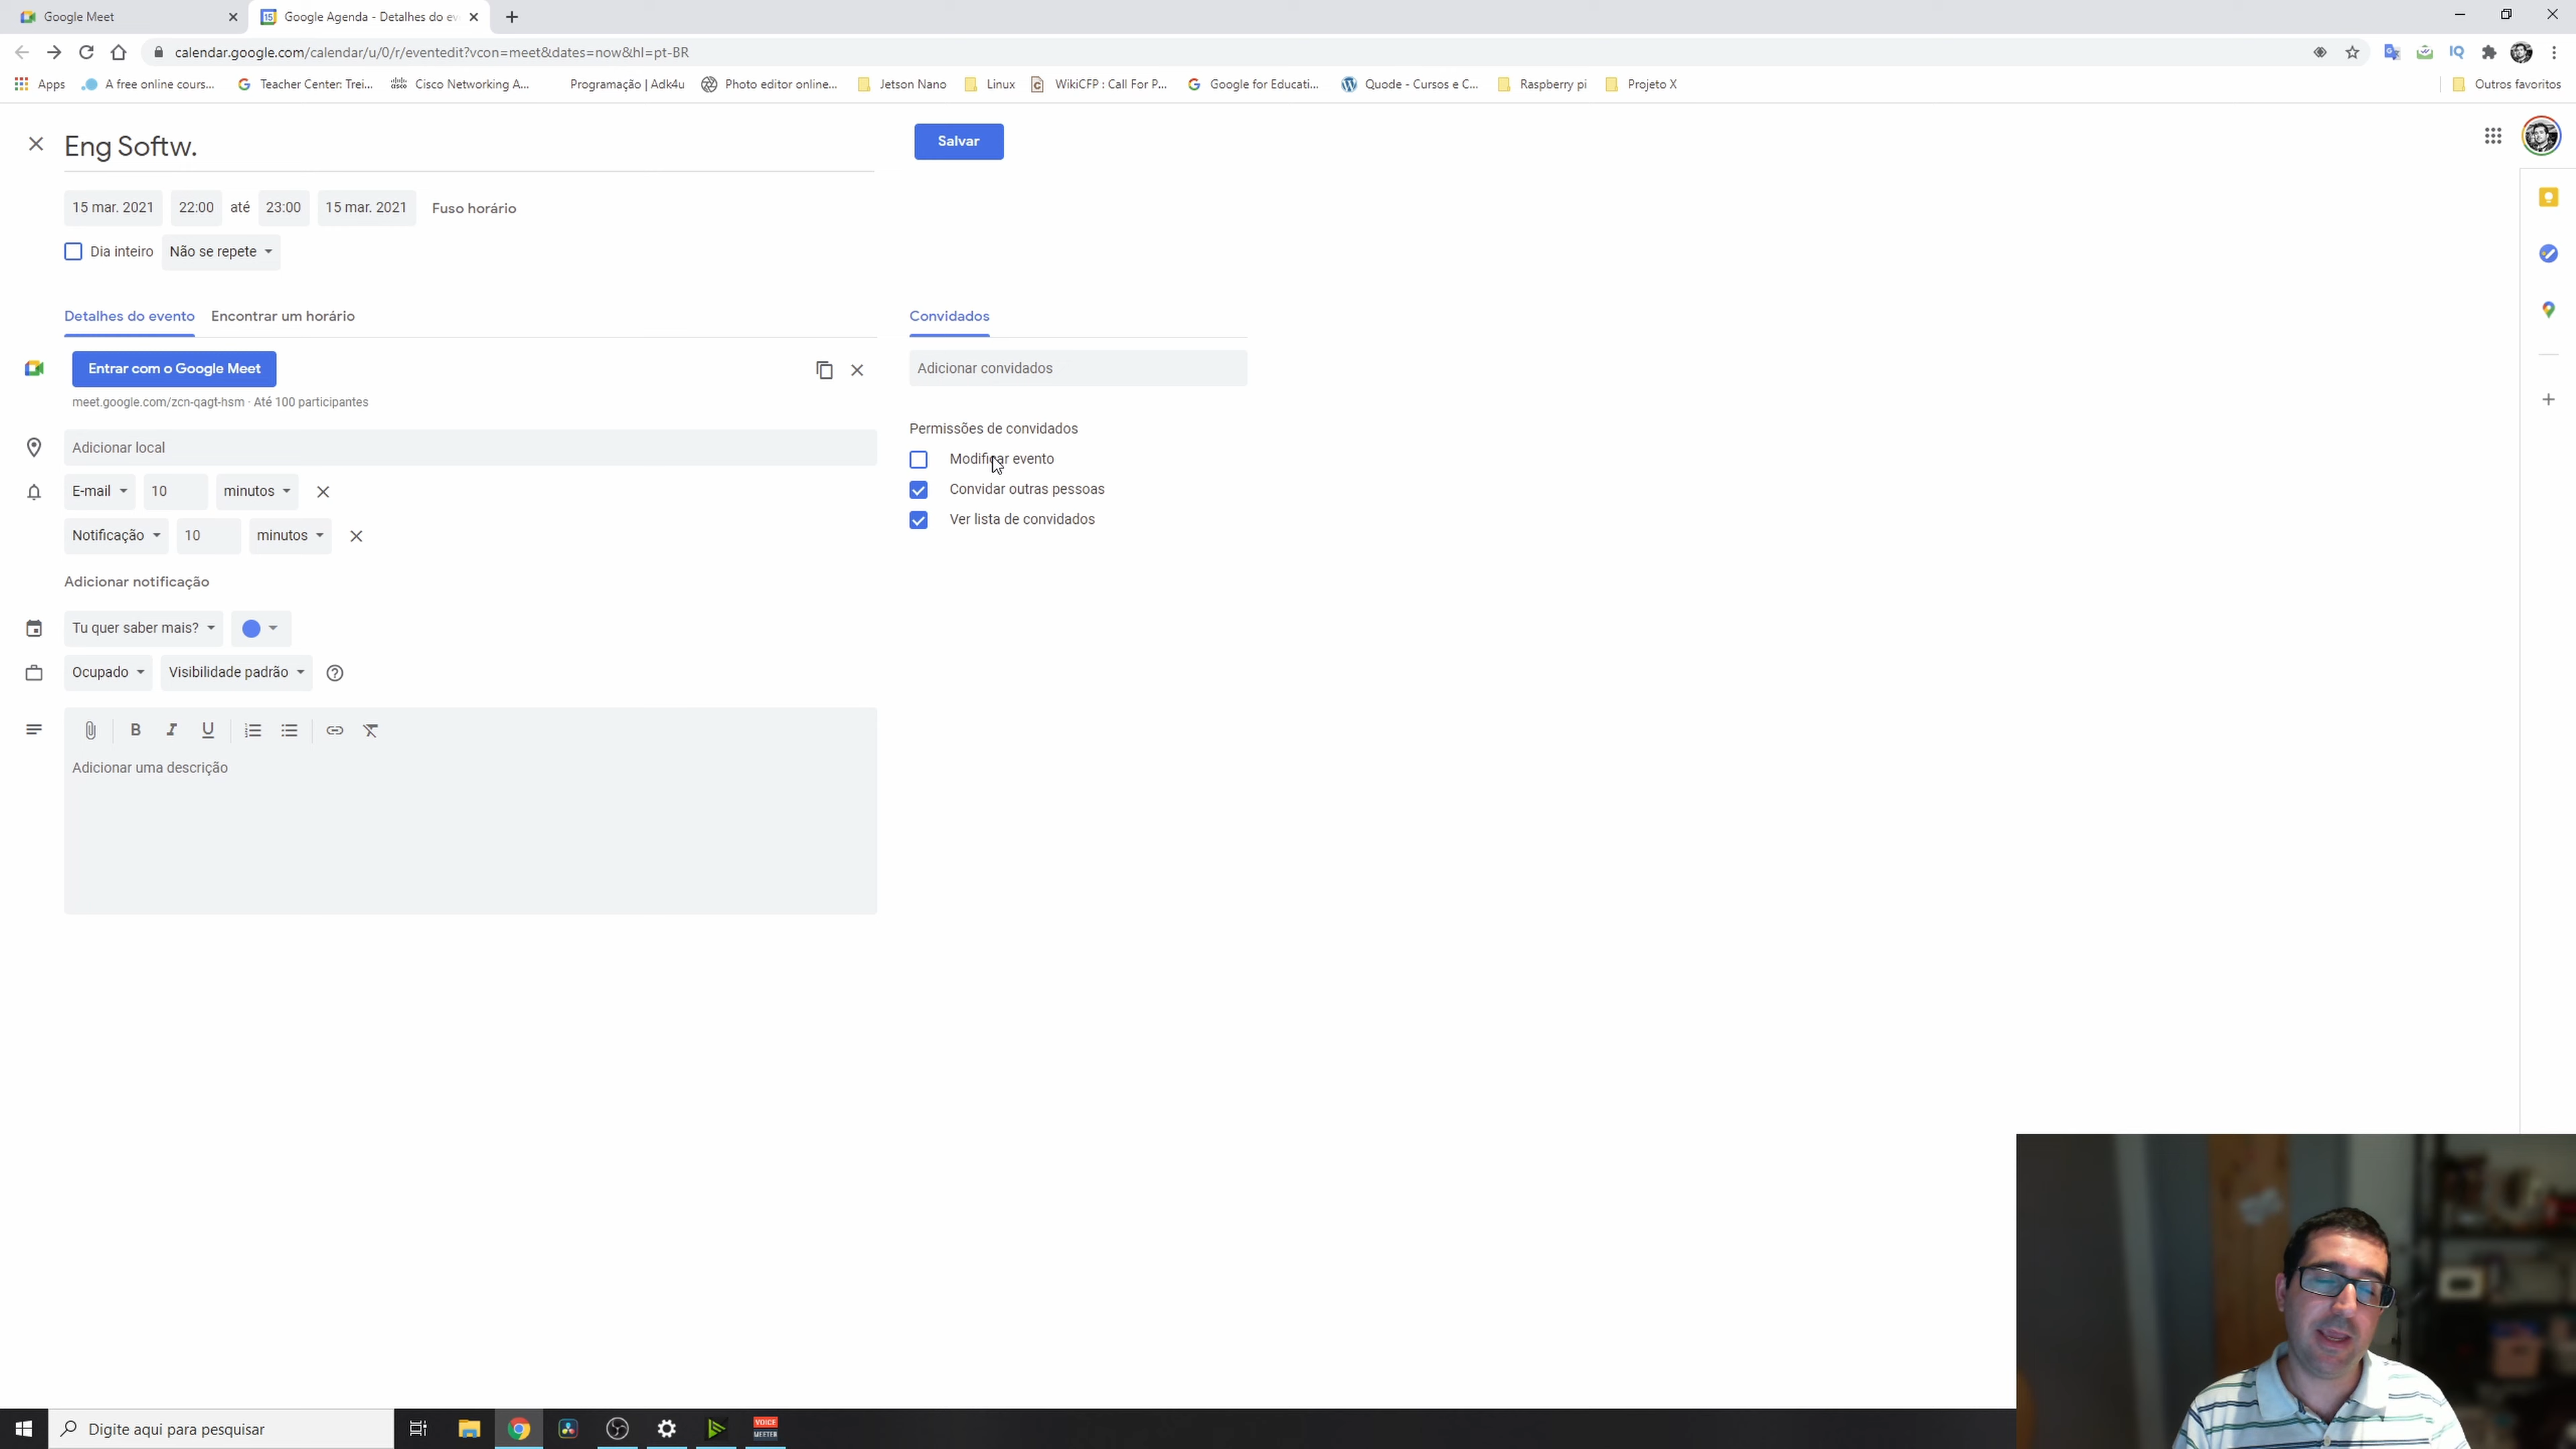 Google Meet
Google Agenda - Detalhes do ev
calendar.google.com/calendar/u/0/r/eventedit?vcon=meet&dates=now&hl=pt-BR
Apps A free online cours... Teacher Center: Trei... Cisco Networking A... Programação | Adk4u Photo editor online... Jetson Nano Linux WikiCFP : Call For P... Google for Educati... Quode - Cursos e C... Raspberry pi Projeto X Outros favoritos
Eng Softw.
Salvar
15 mar. 2021 22:00 até 23:00 15 mar. 2021 Fuso horário
Dia inteiro Não se repete
Detalhes do evento Encontrar um horário
Convidados
Entrar com o Google Meet
Adicionar convidados
meet.google.com/zcn-qagt-hsm · Até 100 participantes
Permissões de convidados
Adicionar local
Modificar evento
E-mail 10 minutos
Convidar outras pessoas
Ver lista de convidados
Notificação 10 minutos
Adicionar notificação
Tu quer saber mais?
Ocupado Visibilidade padrão
B I U
Adicionar uma descrição
Digite aqui para pesquisar
VOICE
MEETER